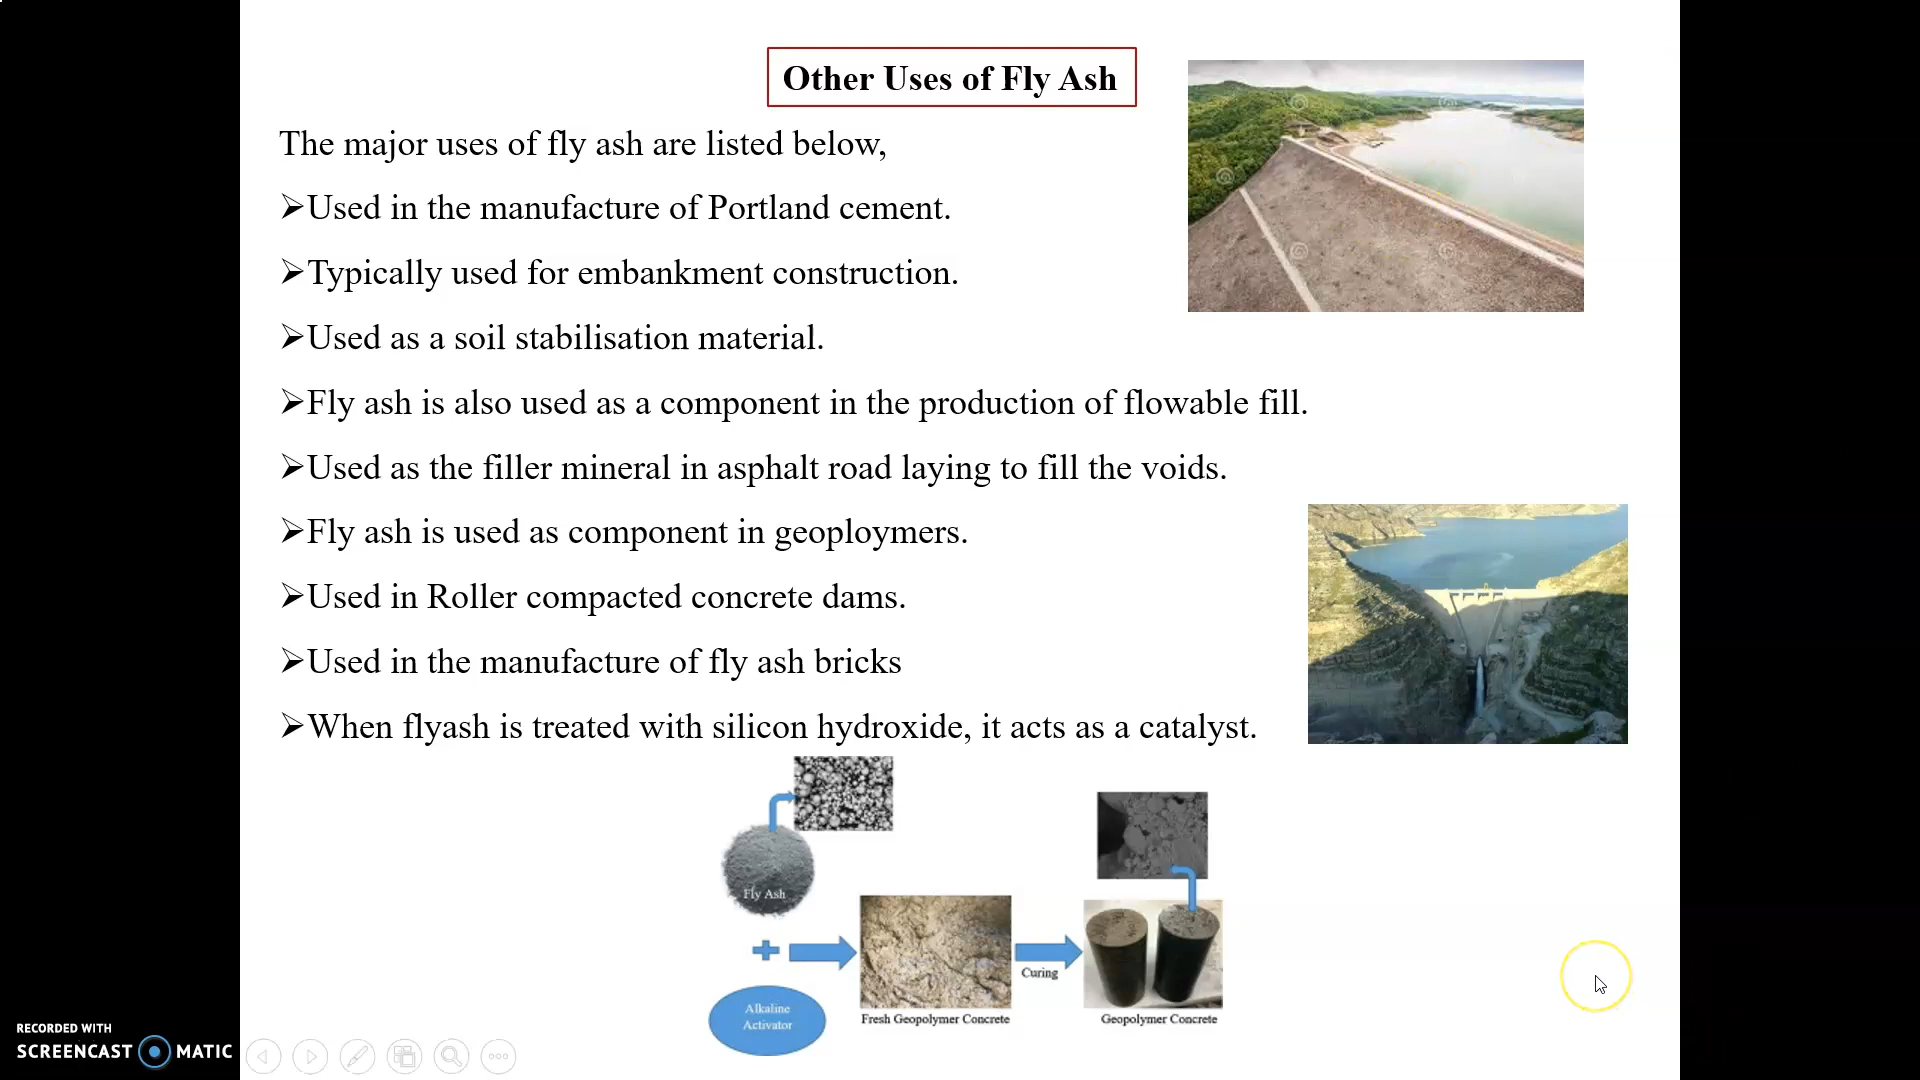 Other Uses of Fly Ash
The major uses of fly ash are listed below,
➢Used in the manufacture of Portland cement.
➢Typically used for embankment construction.
➢Used as a soil stabilisation material.
➢Fly ash is also used as a component in the production of flowable fill.
➢Used as the filler mineral in asphalt road laying to fill the voids.
➢Fly ash is used as component in geoploymers.
➢Used in Roller compacted concrete dams.
➢Used in the manufacture of fly ash bricks
➢When flyash is treated with silicon hydroxide, it acts as a catalyst.
Fly Ash
Curing
Alkaline
Activator
Fresh Geopolymer Concrete
Geopolymer Concrete
RECORDED WITH
SCREENCAST MATIC